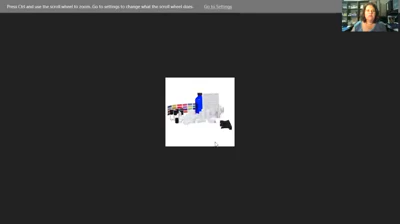 Press Ctrl and use the scroll wheel to zoom. Go to settings to change what the scroll wheel does. Go to Settings